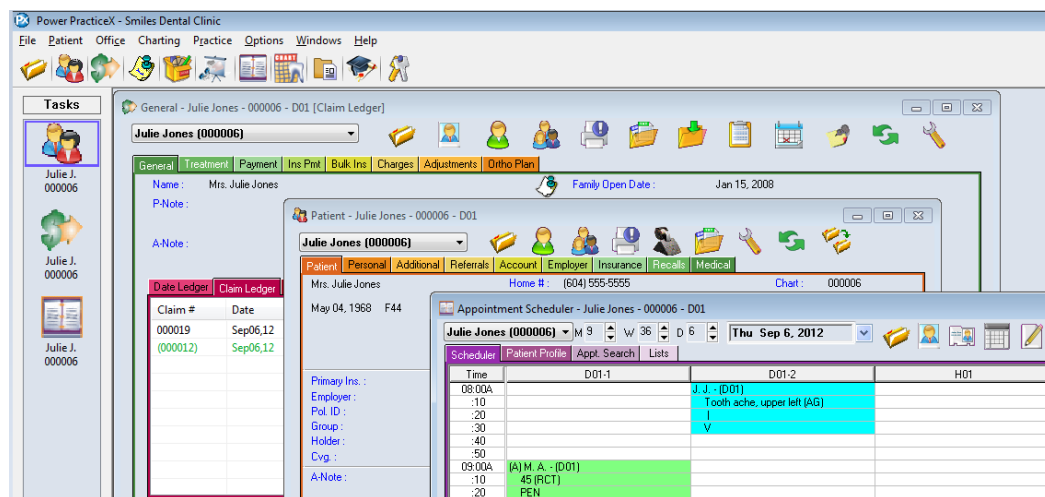 Power PracticeX - Smiles Dental Clinic
File Patient Office Charting Practice Options Windows Help
Tasks
Julie J.
000006
Julie J.
000006
Julie J.
000006
General - Julie Jones - 000006 - D01 [Claim Ledger]
Julie Jones (000006)
General Treatment Payment Ins Pmt Bulk Ins Charges Adjustments Ortho Plan
Name : Mrs. Julie Jones Family Open Date : Jan 15, 2008
P-Note :
A-Note :
Date Ledger Claim Ledger
Claim # Date
000019 Sep06,12
(000012) Sep06,12
Patient - Julie Jones - 000006 - D01
Julie Jones (000006)
Patient Personal Additional Referrals Account Employer Insurance Recalls Medical
Mrs. Julie Jones Home # : (604) 555-5555 Chart : 000006
May 04, 1968 F44
Primary Ins. :
Employer :
Pol. ID :
Group :
Holder :
Cvg. :
A-Note :
Appointment Scheduler - Julie Jones - 000006 - D01
Julie Jones (000006) M 9 W 36 D 6 Thu Sep 6, 2012
Scheduler Patient Profile Appt. Search Lists
Time D01-1 D01-2 H01
08:00A J. J. - (D01)
:10 Tooth ache, upper left (AG)
:20 |
:30 V
:40
:50
09:00A (A) M. A. - (D01)
:10 45 (RCT)
:20 PEN